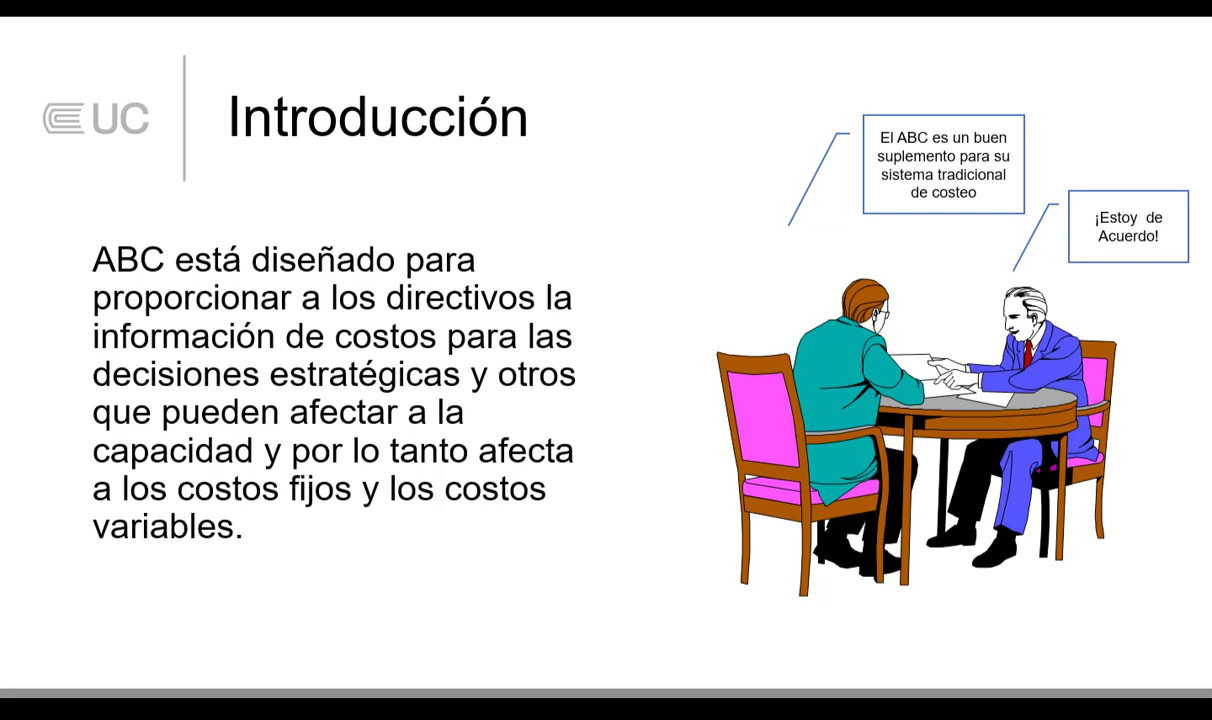 UC
Introducción
El ABC es un buen
suplemento para su
sistema tradicional
de costeo
¡Estoy de
Acuerdo!
ABC está diseñado para
proporcionar a los directivos la
información de costos para las
decisiones estratégicas y otros
que pueden afectar a la
capacidad y por lo tanto afecta
a los costos fijos y los costos
variables.